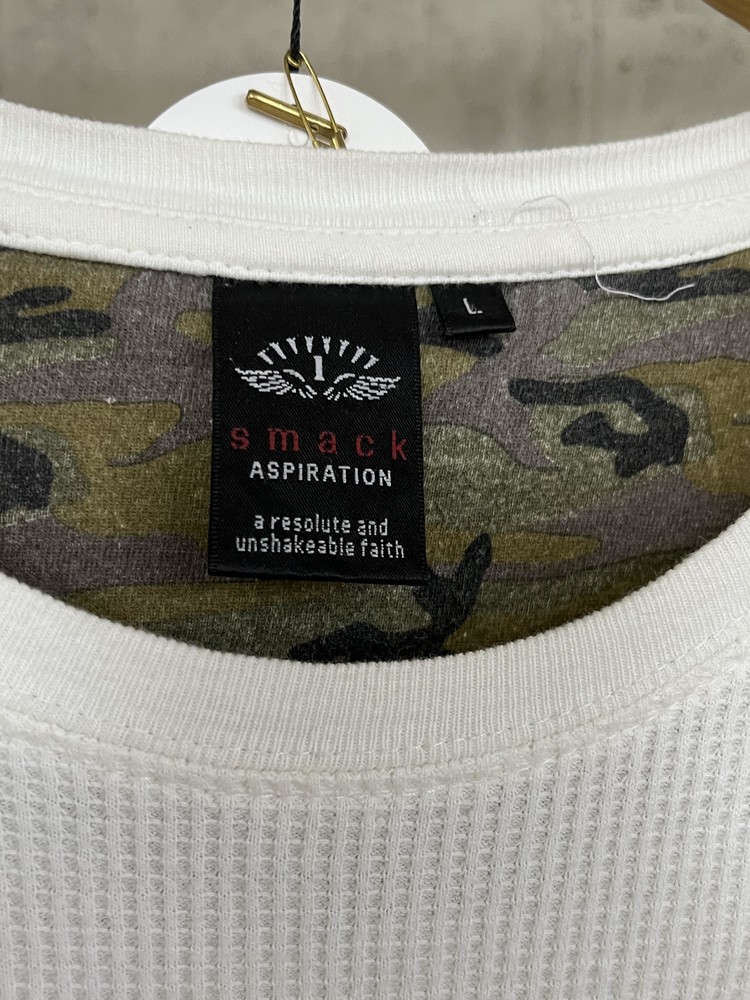 1
smack
ASPIRATION
a resolute and
unshakeable faith
L